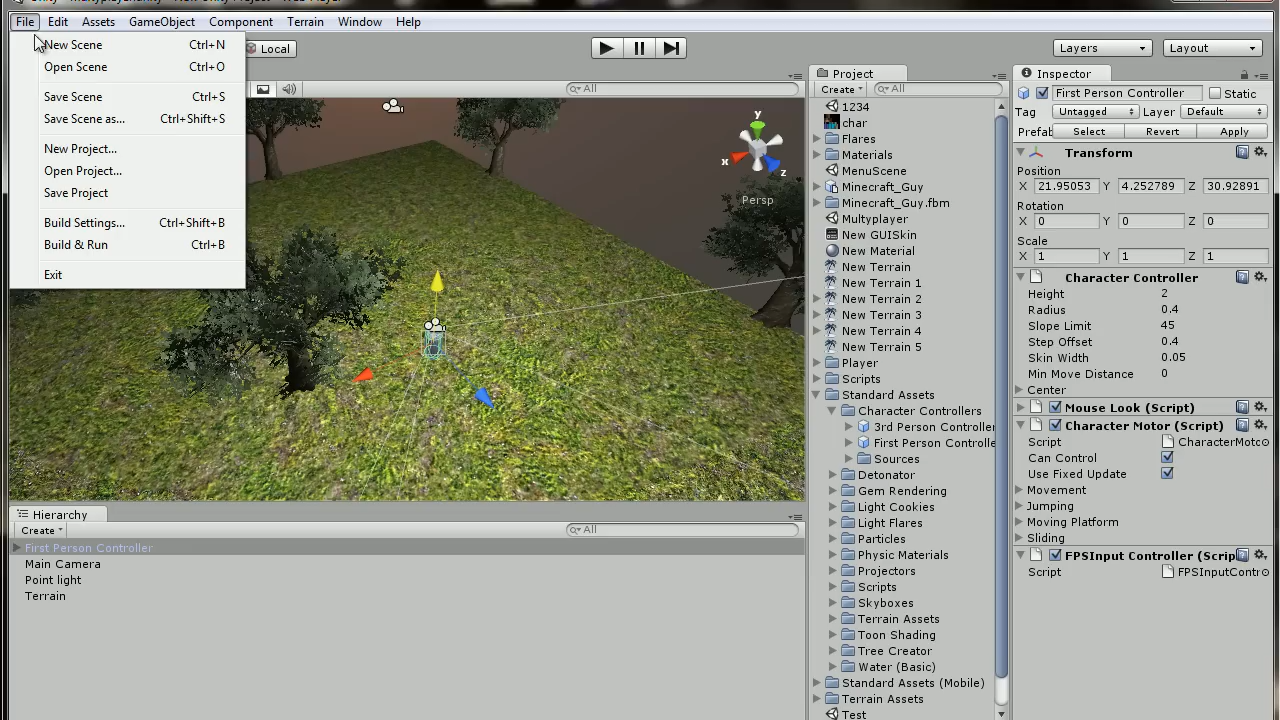 File Edit Assets GameObject Component Terrain Window Help
New Scene Ctrl+N
Open Scene Ctrl+O
Save Scene Ctrl+S
Save Scene as... Ctrl+Shift+S
New Project...
Open Project...
Save Project
Build Settings... Ctrl+Shift+B
Build & Run Ctrl+B
Exit
Local
Layers
Layout
All
y
x
z
Persp
Hierarchy
Create
All
First Person Controller
Main Camera
Point light
Terrain
Project
Create
All
1234
char
Flares
Materials
MenuScene
Minecraft_Guy
Minecraft_Guy.fbm
Multyplayer
New GUISkin
New Material
New Terrain
New Terrain 1
New Terrain 2
New Terrain 3
New Terrain 4
New Terrain 5
Player
Scripts
Standard Assets
Character Controllers
3rd Person Controller
First Person Controlle
Sources
Detonator
Gem Rendering
Light Cookies
Light Flares
Particles
Physic Materials
Projectors
Scripts
Skyboxes
Terrain Assets
Toon Shading
Tree Creator
Water (Basic)
Standard Assets (Mobile)
Terrain Assets
Test
Inspector
First Person Controller Static
Tag Untagged Layer Default
Prefab Select Revert Apply
Transform
Position
X 21.95053 Y 4.252789 Z 30.92891
Rotation
X 0 Y 0 Z 0
Scale
X 1 Y 1 Z 1
Character Controller
Height 2
Radius 0.4
Slope Limit 45
Step Offset 0.4
Skin Width 0.05
Min Move Distance 0
Center
Mouse Look (Script)
Character Motor (Script)
Script CharacterMoto
Can Control
Use Fixed Update
Movement
Jumping
Moving Platform
Sliding
FPSInput Controller (Scrip
Script FPSInputContr